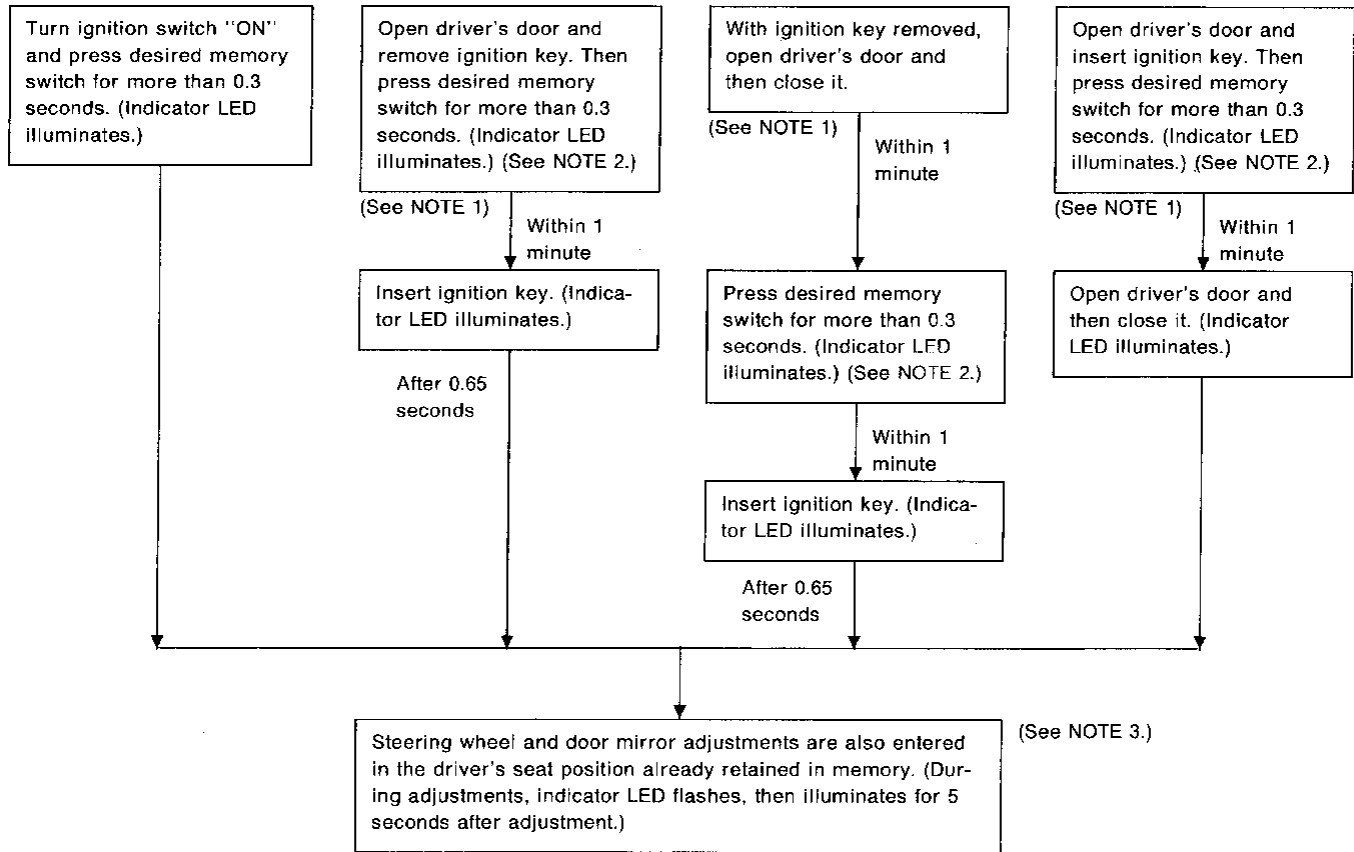 Turn ignition switch "ON"
and press desired memory
switch for more than 0.3
seconds. (Indicator LED
illuminates.)
Open driver's door and
remove ignition key. Then
press desired memory
switch for more than 0.3
seconds. (Indicator LED
illuminates.) (See NOTE 2.)
(See NOTE 1)
Within 1
minute
Insert ignition key. (Indica-
tor LED illuminates.)
After 0.65
seconds
With ignition key removed,
open driver's door and
then close it.
(See NOTE 1)
Within 1
minute
Press desired memory
switch for more than 0.3
seconds. (Indicator LED
illuminates.) (See NOTE 2.)
Within 1
minute
Insert ignition key. (Indica-
tor LED illuminates.)
After 0.65
seconds
Open driver's door and
insert ignition key. Then
press desired memory
switch for more than 0.3
seconds. (Indicator LED
illuminates.) (See NOTE 2.)
(See NOTE 1)
Within 1
minute
Open driver's door and
then close it. (Indicator
LED illuminates.)
Steering wheel and door mirror adjustments are also entered
in the driver's seat position already retained in memory. (Dur-
ing adjustments, indicator LED flashes, then illuminates for 5
seconds after adjustment.)
(See NOTE 3.)